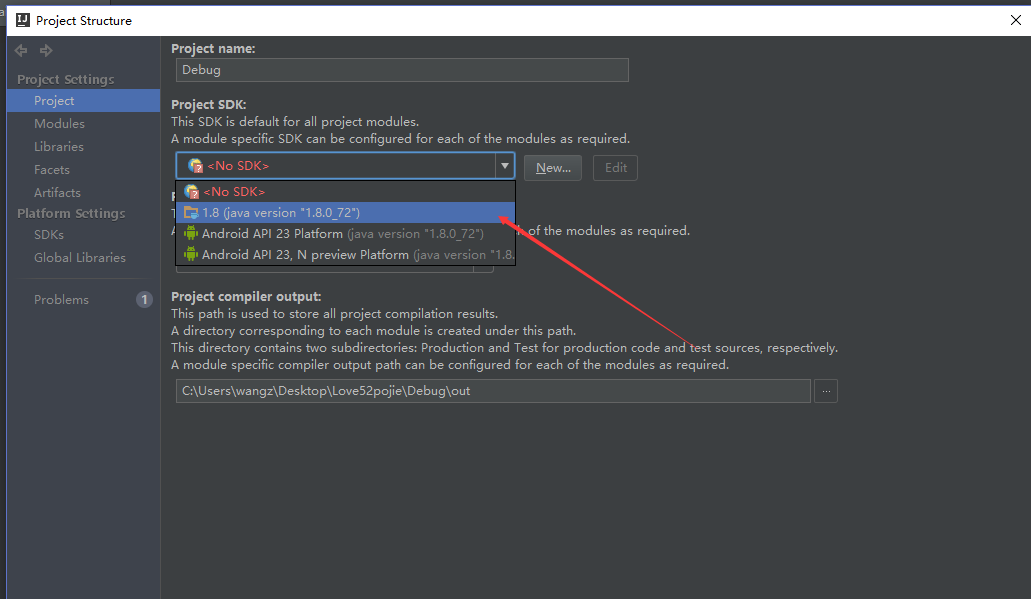 Project Structure
Project name:
Project Settings
Project
Modules
Libraries
Facets
Artifacts
Platform Settings
SDKs
Global Libraries
Problems
1
Debug
Project SDK:
This SDK is default for all project modules.
A module specific SDK can be configured for each of the modules as required.
<No SDK>
New...
Edit
<No SDK>
1.8 (java version "1.8.0_72")
Android API 23 Platform (java version "1.8.0_72")
Android API 23, N preview Platform (java version "1.8.
of the modules as required.
Project compiler output:
This path is used to store all project compilation results.
A directory corresponding to each module is created under this path.
This directory contains two subdirectories: Production and Test for production code and test sources, respectively.
A module specific compiler output path can be configured for each of the modules as required.
C:\Users\wangz\Desktop\Love52pojie\Debug\out
...